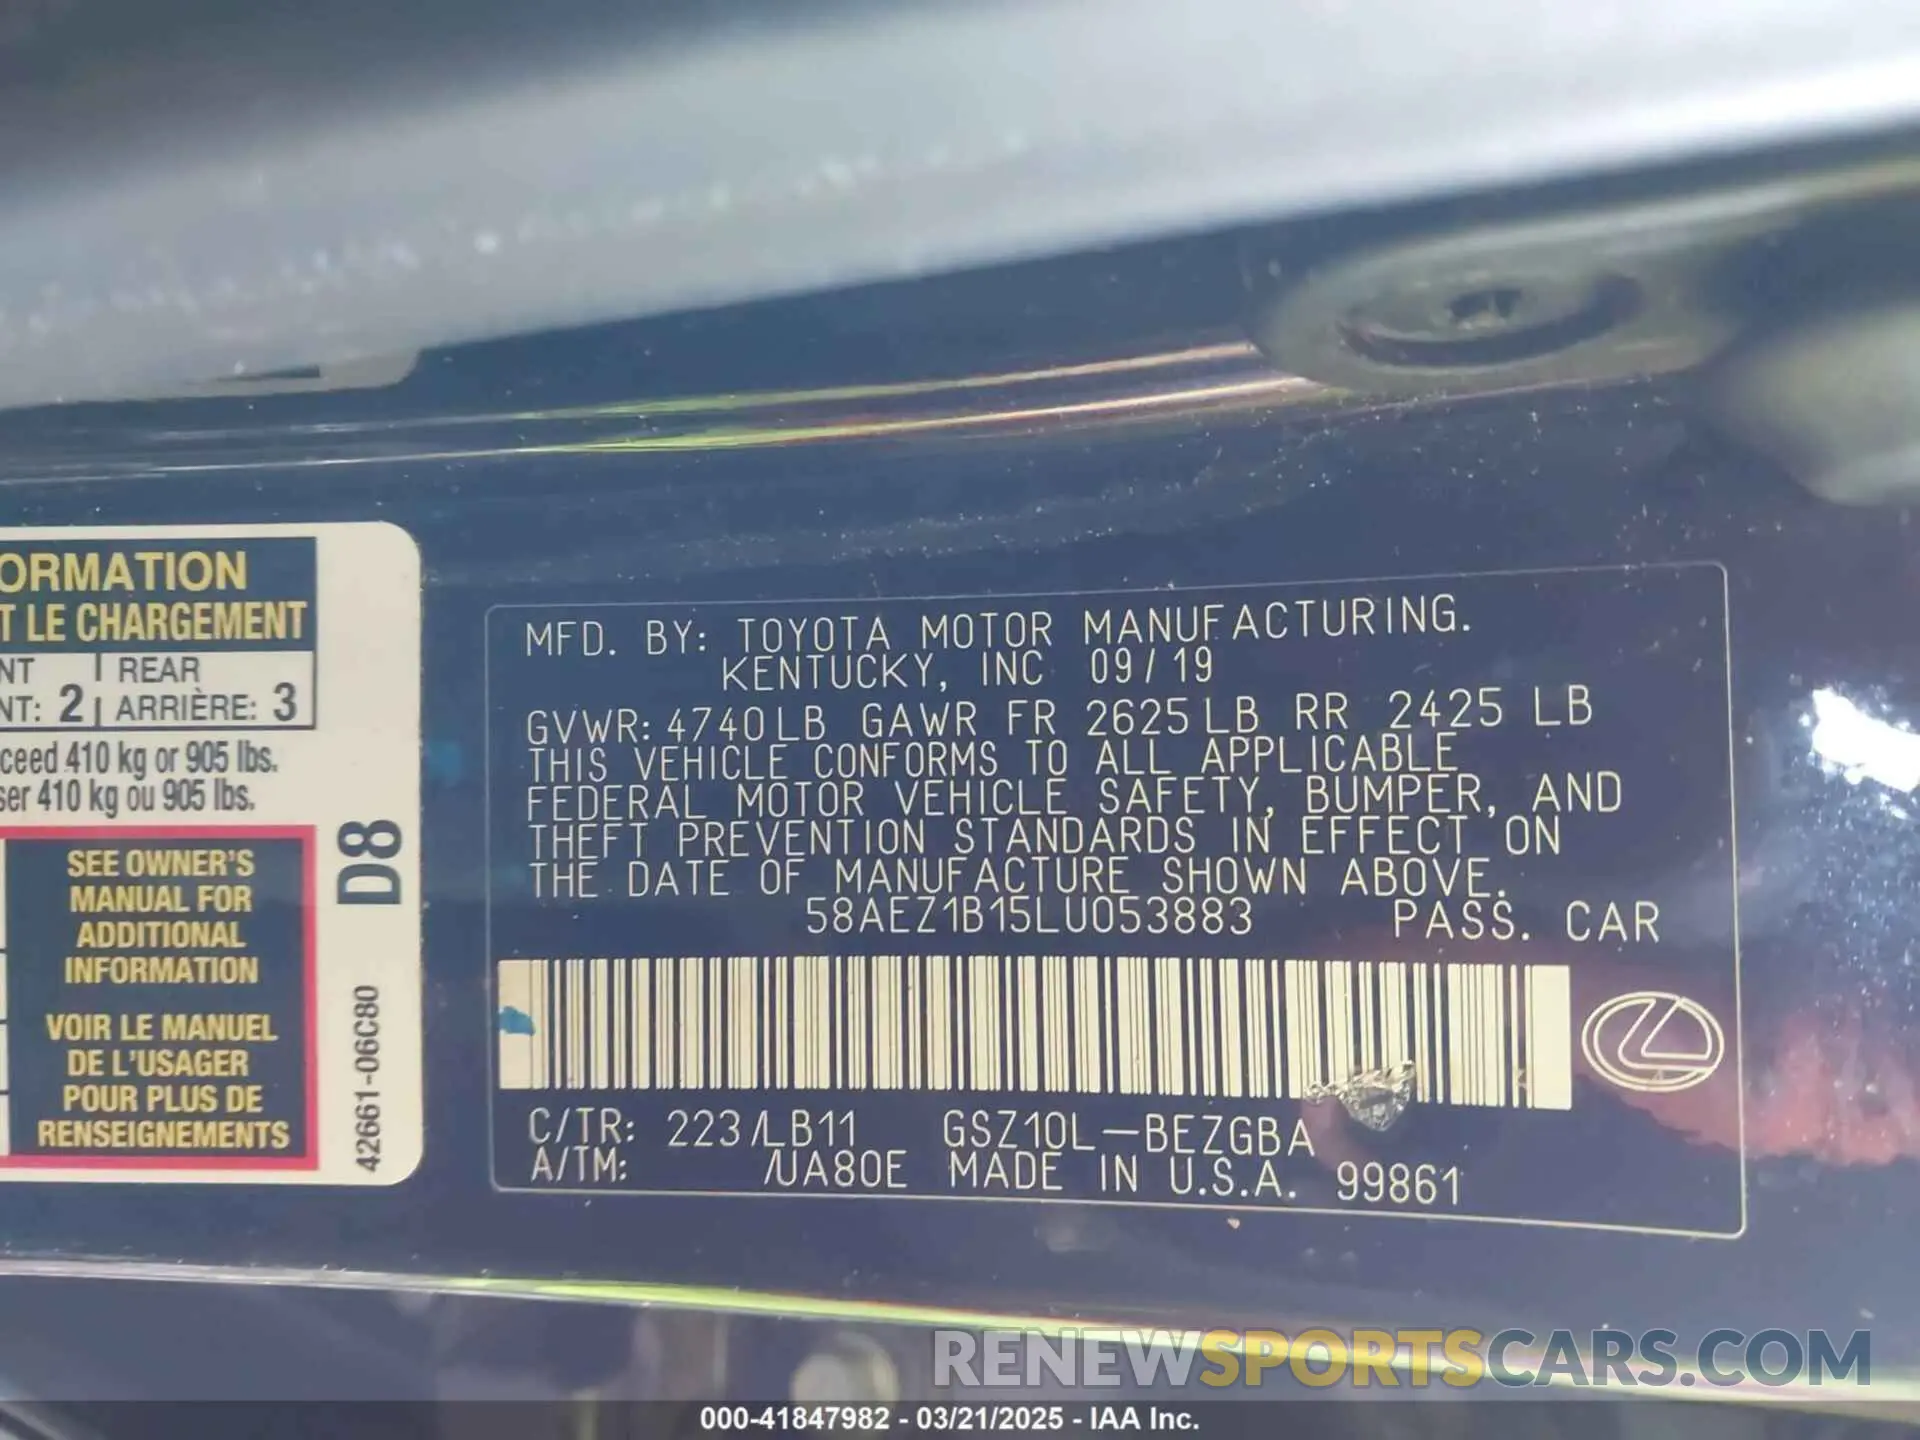 ORMATION
T LE CHARGEMENT
NT REAR
NT: 2 ARRIÈRE: 3
ceed 410 kg or 905 lbs.
ser 410 kg ou 905 lbs.
SEE OWNER'S
MANUAL FOR
ADDITIONAL
INFORMATION
VOIR LE MANUEL
DE L'USAGER
POUR PLUS DE
RENSEIGNEMENTS
D8
42661-06C80
MFD. BY: TOYOTA MOTOR MANUFACTURING.
KENTUCKY, INC 09/19
GVWR: 4740LB GAWR FR 2625LB RR 2425 LB
THIS VEHICLE CONFORMS TO ALL APPLICABLE
FEDERAL MOTOR VEHICLE SAFETY, BUMPER, AND
THEFT PREVENTION STANDARDS IN EFFECT ON
THE DATE OF MANUFACTURE SHOWN ABOVE.
58AEZ1B15LU053883 PASS. CAR
C/TR: 223/LB11 GSZ10L-BEZGBA
A/TM: /UA80E MADE IN U.S.A. 99861
RENEWSPORTSCARS.COM
000-41847982 - 03/21/2025 - IAA Inc.